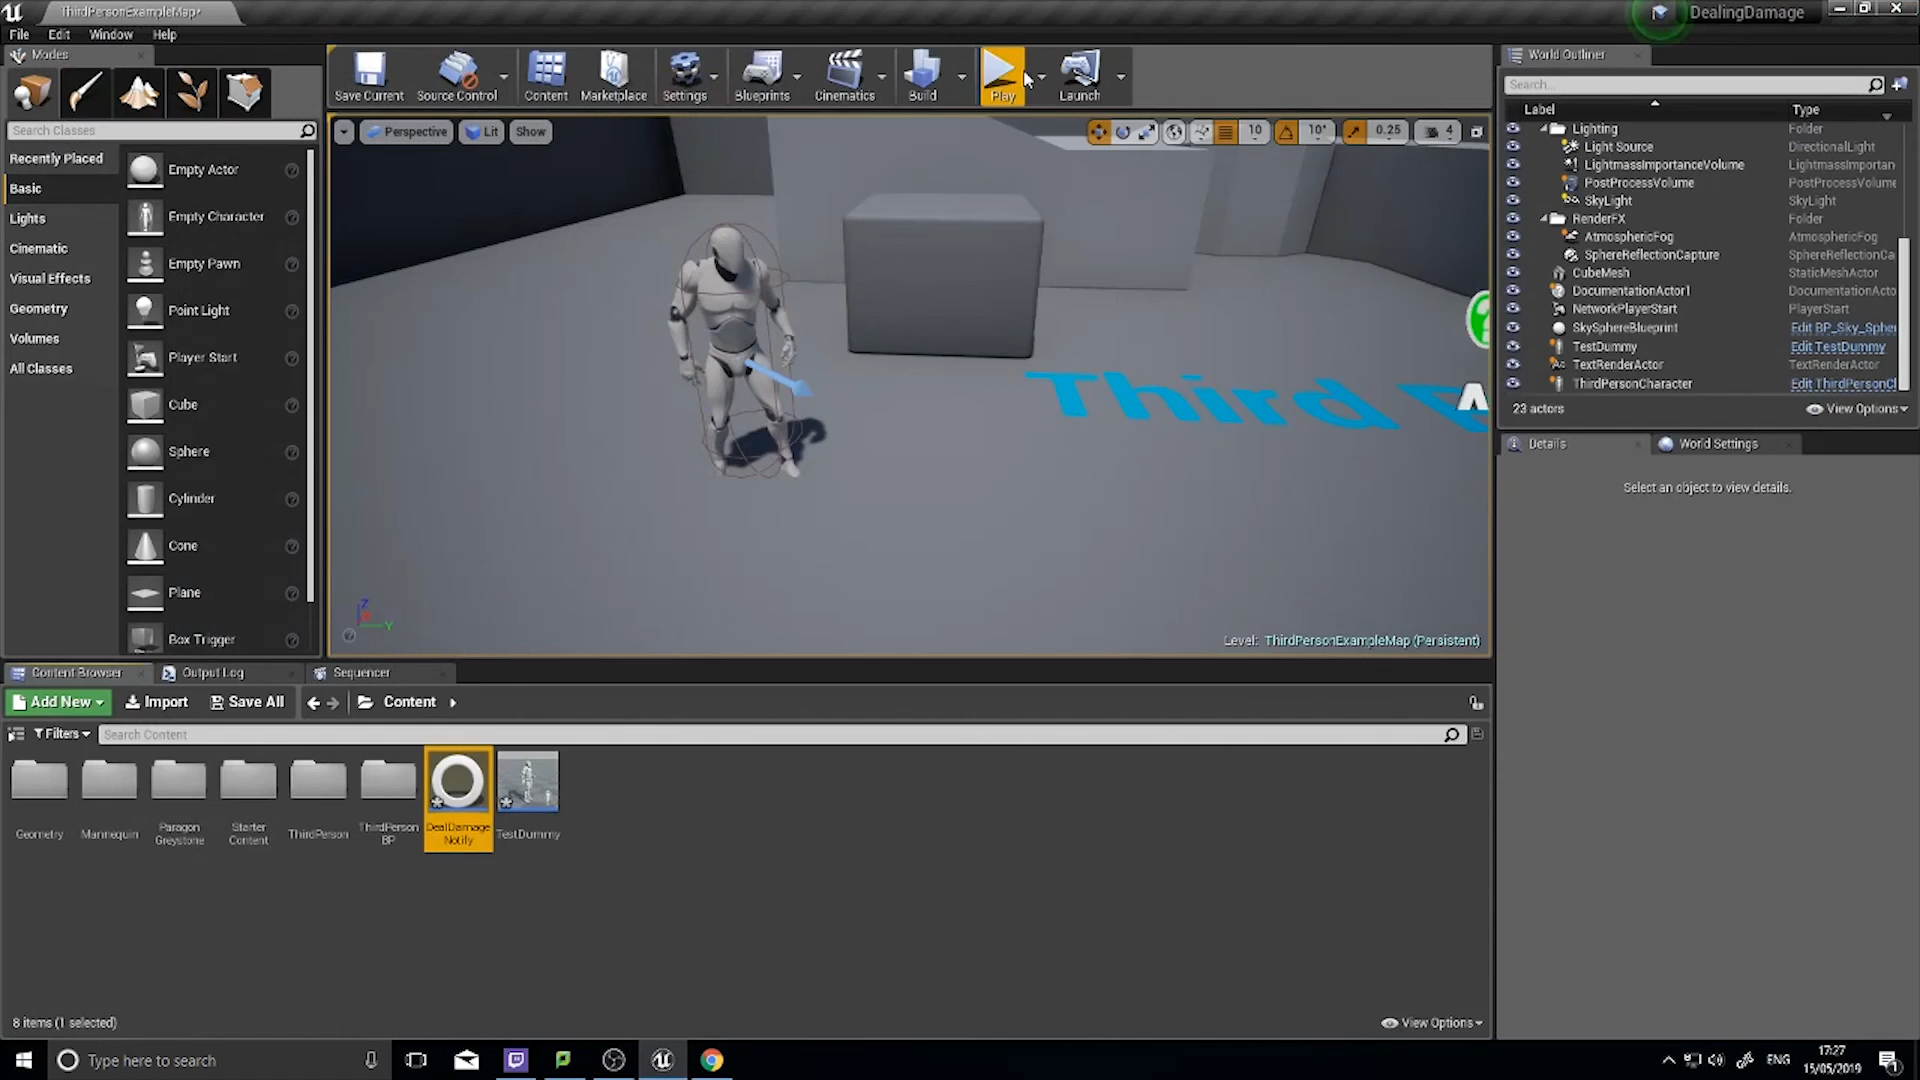 ThirdPersonExampleMap*
DealingDamage
File Edit Window Help
Modes
Search Classes
Recently Placed
Basic
Lights
Cinematic
Visual Effects
Geometry
Volumes
All Classes
Empty Actor
Empty Character
Empty Pawn
Point Light
Player Start
Cube
Sphere
Cylinder
Cone
Plane
Box Trigger
Save Current Source Control Content Marketplace Settings Blueprints Cinematics Build Play Launch
Perspective Lit Show
10 10° 0.25 4
Third P
Z
Y
Level: ThirdPersonExampleMap (Persistent)
World Outliner
Search...
Label Type
Lighting Folder
Light Source DirectionalLight
LightmassImportanceVolume LightmassImportan
PostProcessVolume PostProcessVolume
SkyLight SkyLight
RenderFX Folder
AtmosphericFog AtmosphericFog
SphereReflectionCapture SphereReflectionCa
CubeMesh StaticMeshActor
DocumentationActor1 DocumentationActo
NetworkPlayerStart PlayerStart
SkySphereBlueprint Edit BP_Sky_Spher
TestDummy Edit TestDummy
TextRenderActor TextRenderActor
ThirdPersonCharacter Edit ThirdPersonCl
23 actors View Options
Details World Settings
Select an object to view details.
Content Browser Output Log Sequencer
Add New Import Save All Content
Filters Search Content
Geometry
Mannequin
Paragon
Greystone
Starter
Content
ThirdPerson
ThirdPerson
BP
DealDamage
Notify
TestDummy
8 items (1 selected) View Options
Type here to search
ENG
17:27
15/05/2019
1